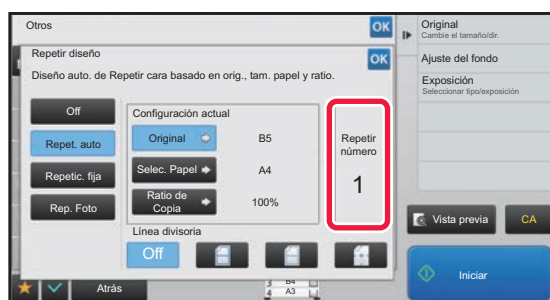 Otros
OK
Original
Cambie el tamaño/dir.
Repetir diseño
OK
Ajuste del fondo
Diseño auto. de Repetir cara basado en orig., tam. papel y ratio.
Exposición
Seleccionar tipo/exposición
Off
Configuración actual
Repet. auto
Original
B5
Repetir
número
1
Repetic. fija
Selec. Papel
A4
Rep. Foto
Ratio de
Copia
100%
Vista previa
CA
Línea divisoria
Off
Iniciar
Atrás
B4
4 A3